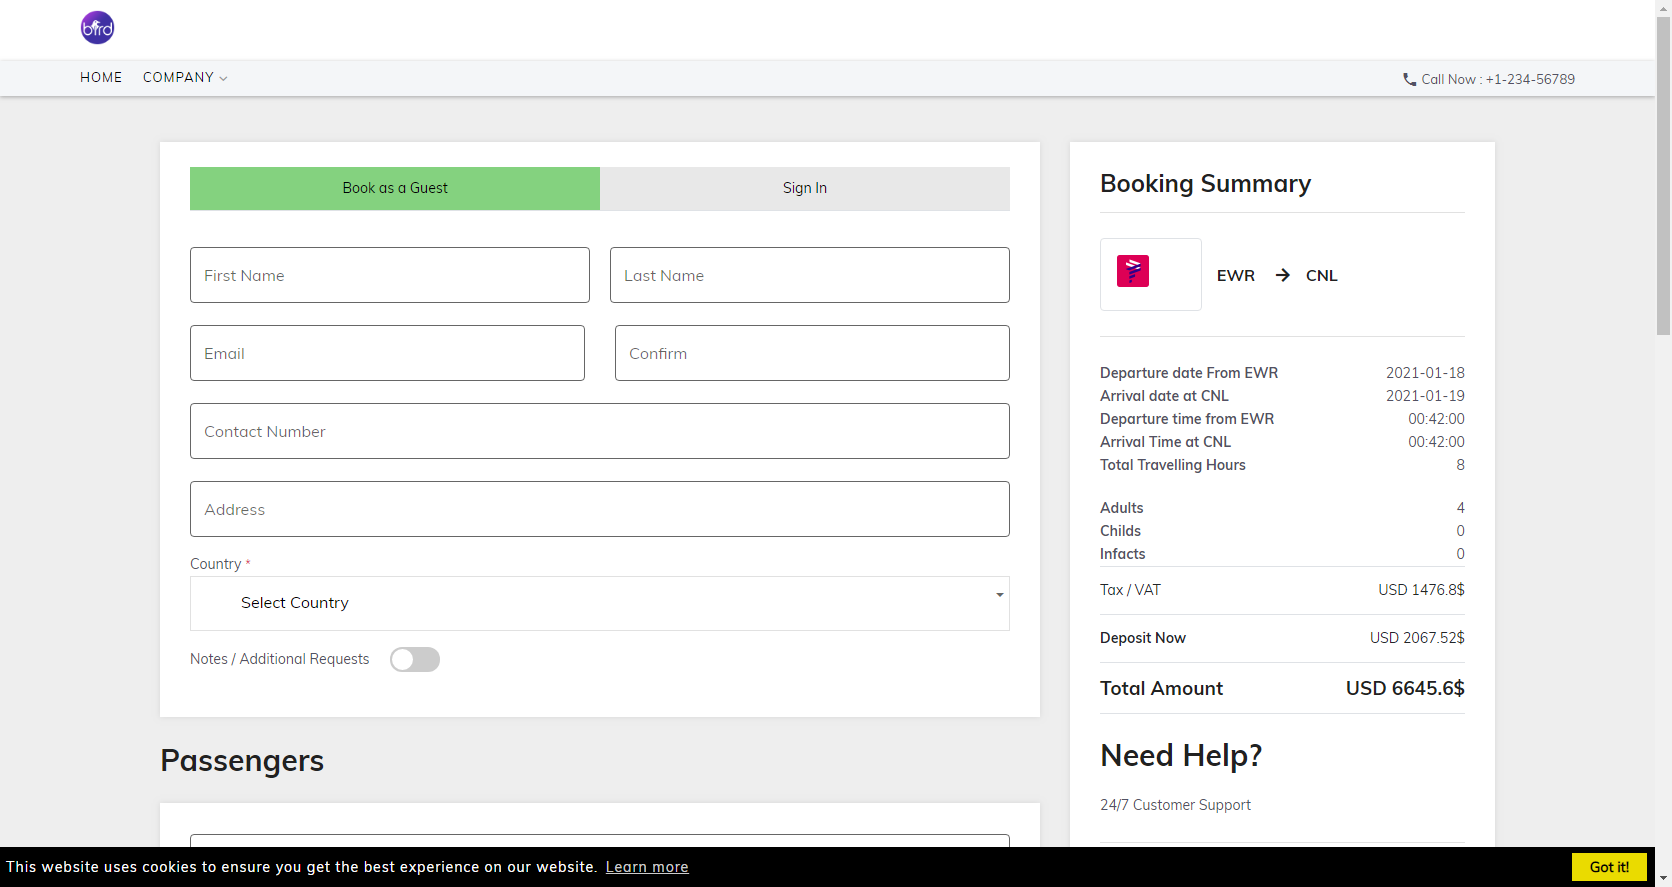 bird
HOME COMPANY
Call Now : +1-234-56789
Book as a Guest
Sign In
First Name
Last Name
Email
Confirm
Contact Number
Address
Country *
Select Country
Notes / Additional Requests
Passengers
Booking Summary
EWR → CNL
Departure date From EWR 2021-01-18
Arrival date at CNL 2021-01-19
Departure time from EWR 00:42:00
Arrival Time at CNL 00:42:00
Total Travelling Hours 8
Adults 4
Childs 0
Infacts 0
Tax / VAT USD 1476.8$
Deposit Now USD 2067.52$
Total Amount USD 6645.6$
Need Help?
24/7 Customer Support
This website uses cookies to ensure you get the best experience on our website. Learn more
Got it!